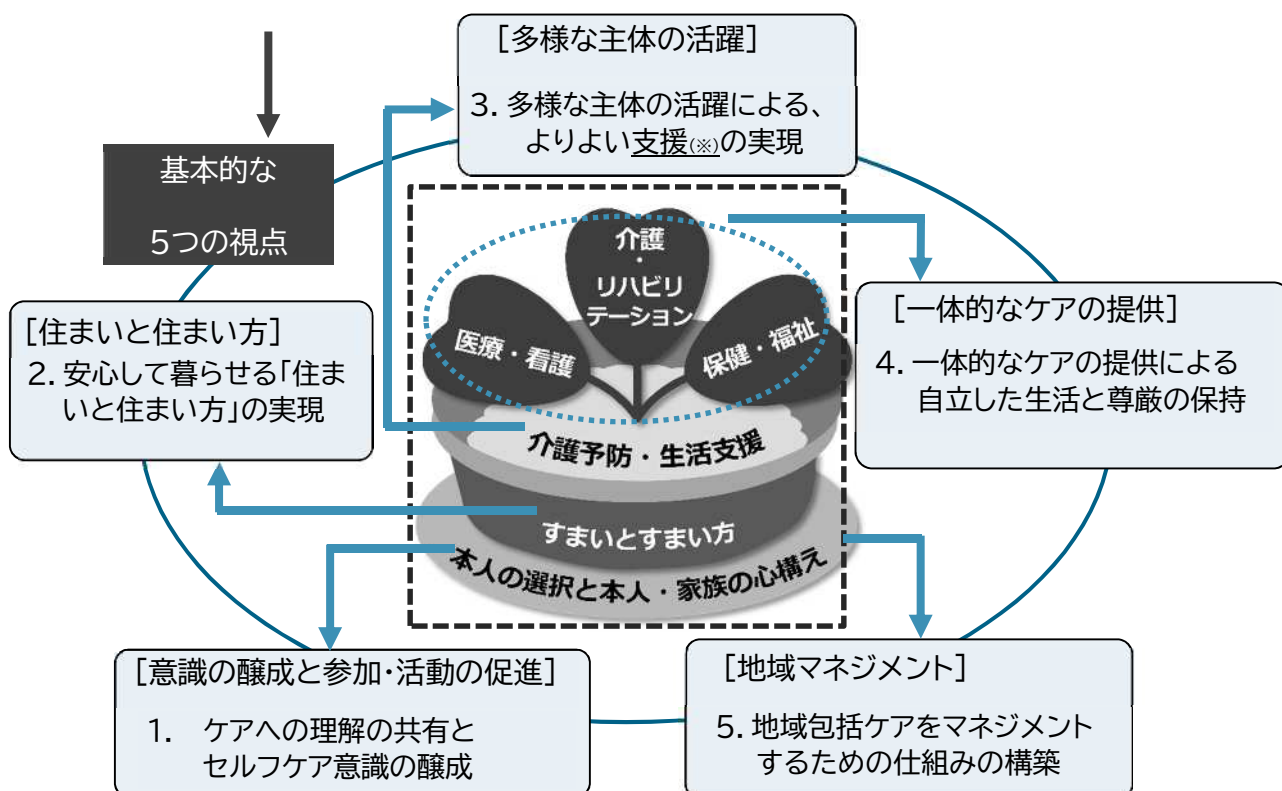 [多様な主体の活躍]
3. 多様な主体の活躍による、
よりよい支援(※)の実現
基本的な
5つの視点
[住まいと住まい方]
2. 安心して暮らせる「住ま
いと住まい方」の実現
介護
・
リハビリ
テーション
医療・看護
保健・福祉
介護予防・生活支援
すまいとすまい方
本人の選択と本人・家族の心構え
[一体的なケアの提供]
4. 一体的なケアの提供による
自立した生活と尊厳の保持
[意識の醸成と参加・活動の促進]
1. ケアへの理解の共有と
セルフケア意識の醸成
[地域マネジメント]
5. 地域包括ケアをマネジメント
するための仕組みの構築